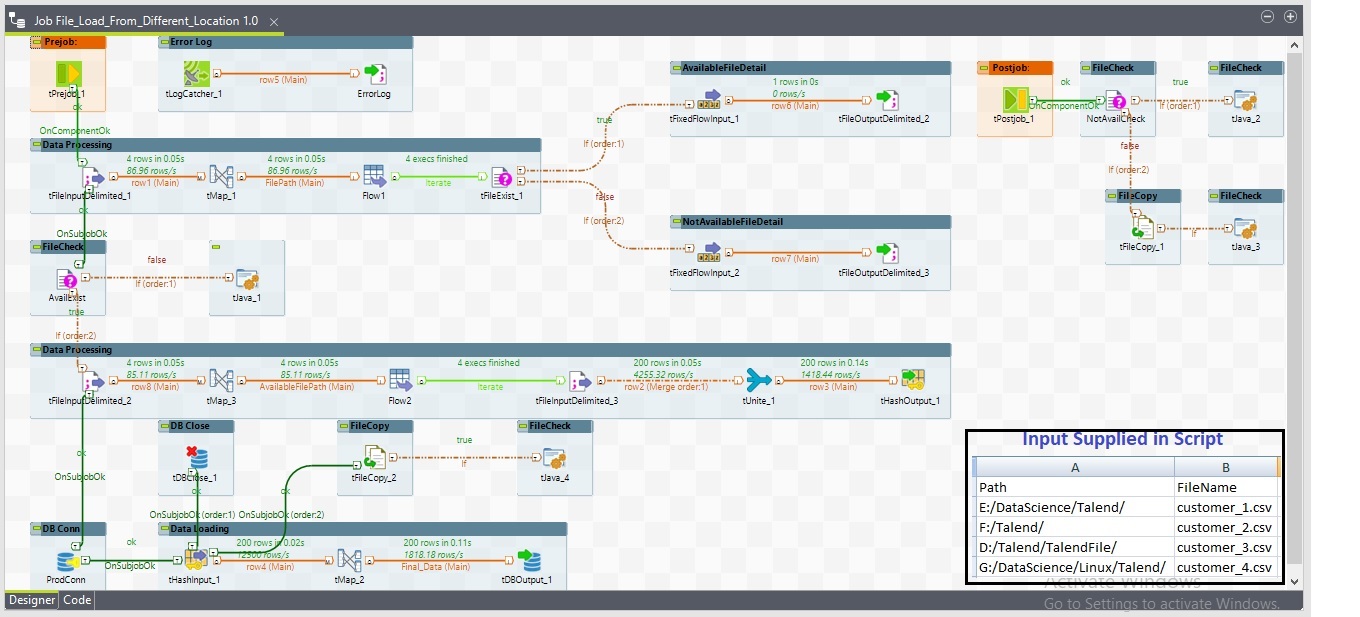 Job File_Load_From_Different_Location 1.0
Prejob:
tPrejob_1
ok
OnComponentOk
Error Log
tLogCatcher_1
row5 (Main)
ErrorLog
Data Processing
tFileInputDelimited_1
4 rows in 0.05s
86.96 rows/s
row1 (Main)
tMap_1
4 rows in 0.05s
86.96 rows/s
FilePath (Main)
Flow1
4 execs finished
Iterate
tFileExist_1
true
If (order:1)
false
If (order:2)
AvailableFileDetail
tFixedFlowInput_1
1 rows in 0s
0 rows/s
row6 (Main)
tFileOutputDelimited_2
NotAvailableFileDetail
tFixedFlowInput_2
row7 (Main)
tFileOutputDelimited_3
Postjob:
tPostjob_1
ok
OnComponentOk
FileCheck
NotAvailCheck
true
If (order:1)
FileCheck
tJava_2
false
If (order:2)
FileCopy
tFileCopy_1
If
FileCheck
tJava_3
ok
OnSubjobOk
FileCheck
AvailExist
false
If (order:1)
tJava_1
true
If (order:2)
Data Processing
tFileInputDelimited_2
4 rows in 0.05s
85.11 rows/s
row8 (Main)
tMap_3
4 rows in 0.05s
85.11 rows/s
AvailableFilePath (Main)
Flow2
4 execs finished
Iterate
tFileInputDelimited_3
200 rows in 0.05s
4255.32 rows/s
row2 (Merge order:1)
tUnite_1
200 rows in 0.14s
1418.44 rows/s
row3 (Main)
tHashOutput_1
ok
OnSubjobOk
DB Close
tDBClose_1
ok
OnSubjobOk (order:1)
FileCopy
tFileCopy_2
ok
OnSubjobOk (order:2)
true
If
FileCheck
tJava_4
DB Conn
ProdConn
ok
OnSubjobOk
Data Loading
tHashInput_1
200 rows in 0.02s
12500 rows/s
row4 (Main)
tMap_2
200 rows in 0.11s
1818.18 rows/s
Final_Data (Main)
tDBOutput_1
Input Supplied in Script
A B
Path FileName
E:/DataScience/Talend/ customer_1.csv
F:/Talend/ customer_2.csv
D:/Talend/TalendFile/ customer_3.csv
G:/DataScience/Linux/Talend/ customer_4.csv
Activate Windows
Go to Settings to activate Windows.
Designer Code